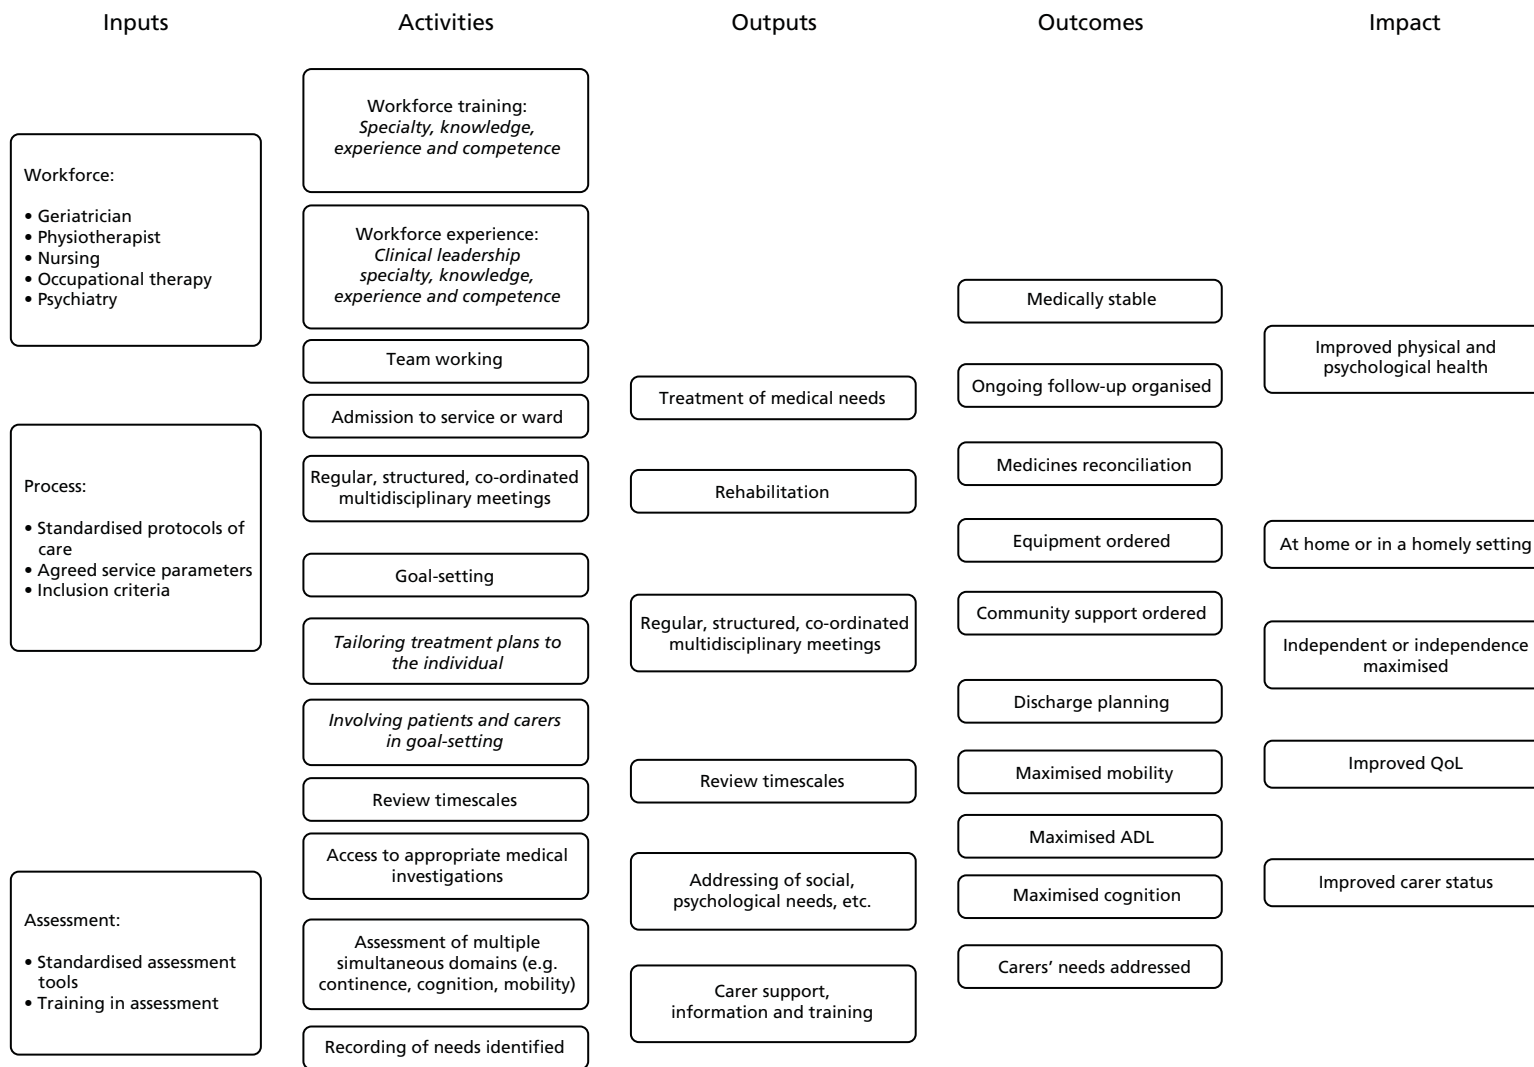 Inputs
Activities
Outputs
Outcomes
Impact
Workforce:
• Geriatrician
• Physiotherapist
• Nursing
• Occupational therapy
• Psychiatry
Process:
• Standardised protocols of
care
• Agreed service parameters
• Inclusion criteria
Assessment:
• Standardised assessment
tools
• Training in assessment
Workforce training:
Specialty, knowledge,
experience and competence
Workforce experience:
Clinical leadership
specialty, knowledge,
experience and competence
Team working
Admission to service or ward
Regular, structured, co-ordinated
multidisciplinary meetings
Goal-setting
Tailoring treatment plans to
the individual
Involving patients and carers
in goal-setting
Review timescales
Access to appropriate medical
investigations
Assessment of multiple
simultaneous domains (e.g.
continence, cognition, mobility)
Recording of needs identified
Treatment of medical needs
Rehabilitation
Regular, structured, co-ordinated
multidisciplinary meetings
Review timescales
Addressing of social,
psychological needs, etc.
Carer support,
information and training
Medically stable
Ongoing follow-up organised
Medicines reconciliation
Equipment ordered
Community support ordered
Discharge planning
Maximised mobility
Maximised ADL
Maximised cognition
Carers’ needs addressed
Improved physical and
psychological health
At home or in a homely setting
Independent or independence
maximised
Improved QoL
Improved carer status